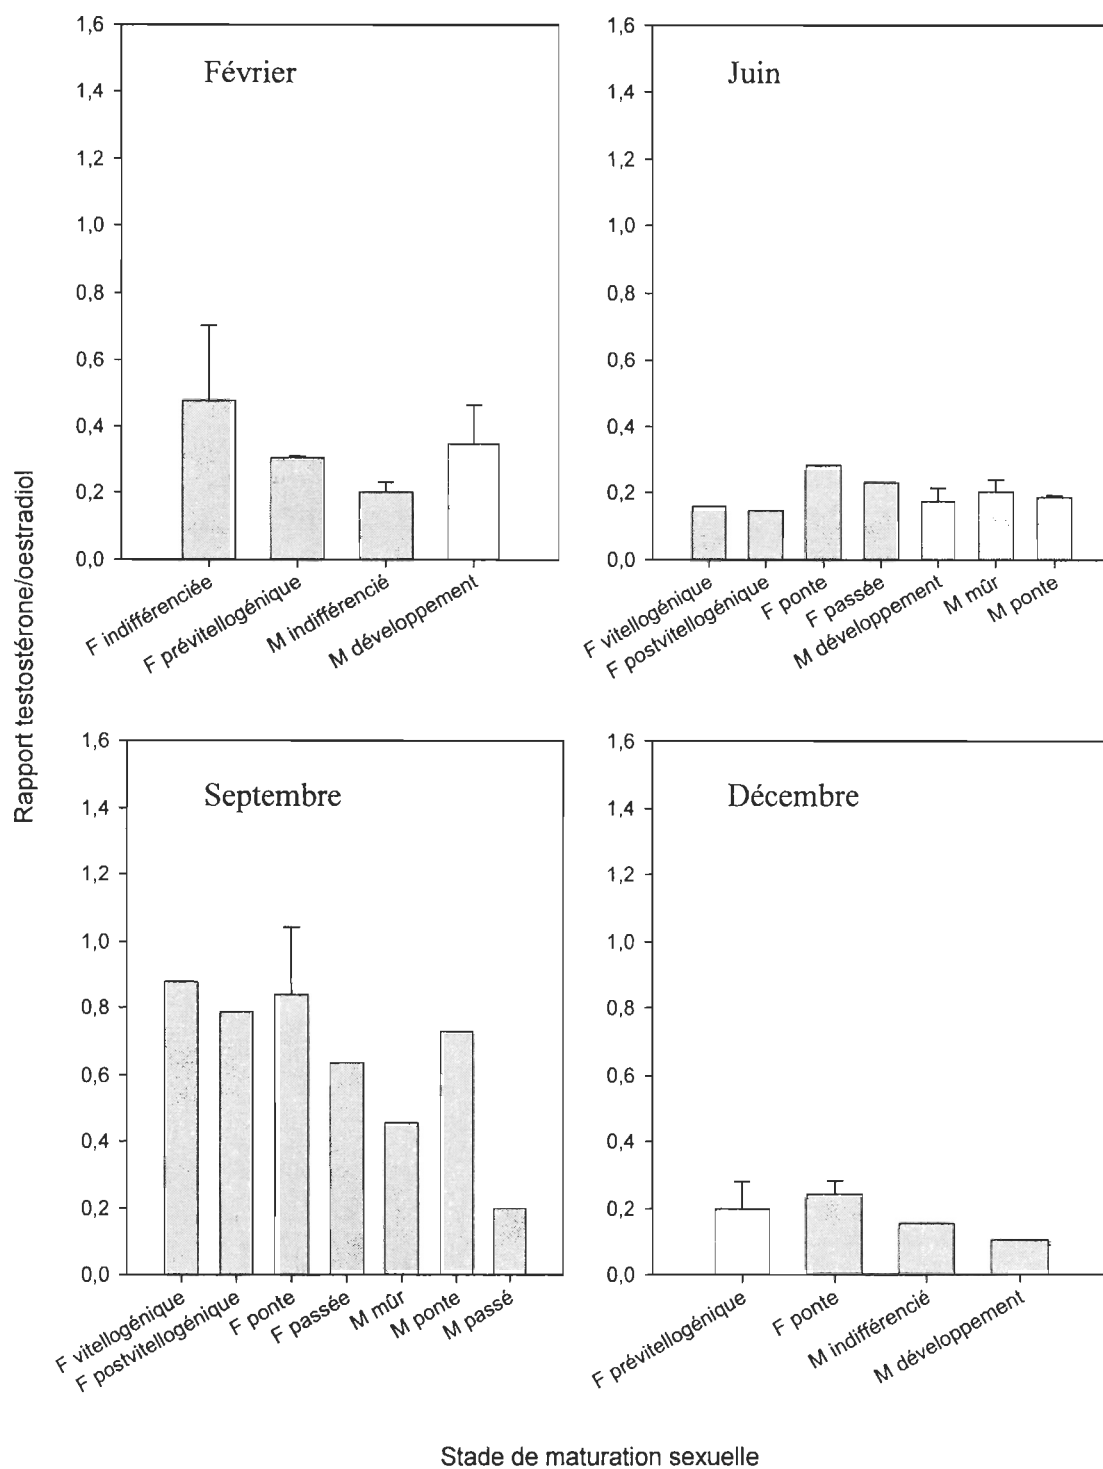 Rapport testostérone/oestradiol
Février
1,6
1,4
1,2
1,0
0,8
0,6
0,4
0,2
0,0
F indifférenciée
F prévitellogénique
M indifférencié
M développement
Juin
1,6
1,4
1,2
1,0
0,8
0,6
0,4
0,2
0,0
F vitellogénique
F postvitellogénique
F ponte
F passée
M développement
M mûr
M ponte
Septembre
1,6
1,4
1,2
1,0
0,8
0,6
0,4
0,2
0,0
F vitellogénique
F postvitellogénique
F ponte
F passée
M mûr
M ponte
M passé
Décembre
1,6
1,4
1,2
1,0
0,8
0,6
0,4
0,2
0,0
F prévitellogénique
F ponte
M indifférencié
M développement
Stade de maturation sexuelle